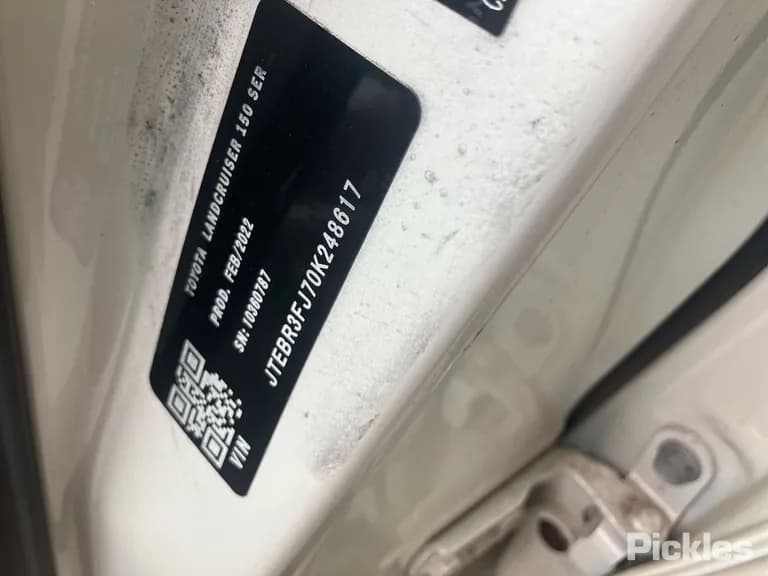 TOYOTA LANDCRUISER 150 SER
PROD. FEB/2022
SN: 10380787
JTEBR3FJ70K248617
VIN
Pickles